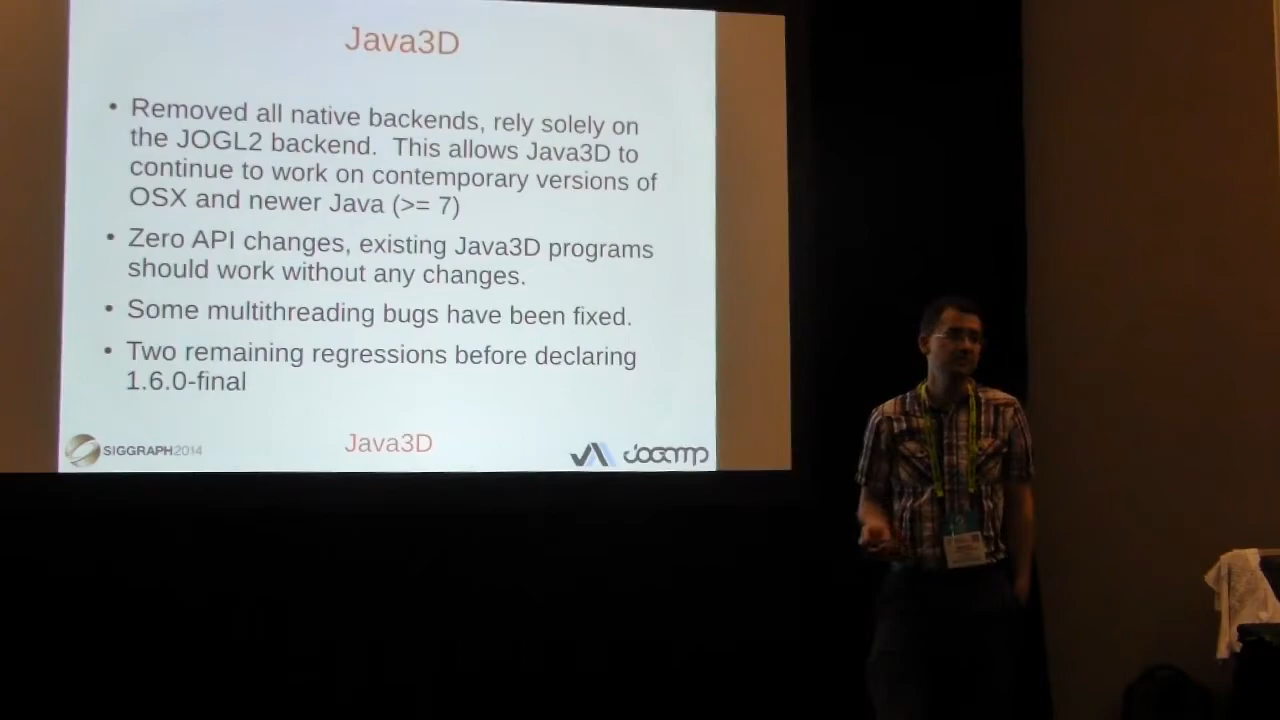 Java3D
• Removed all native backends, rely solely on
the JOGL2 backend.  This allows Java3D to
continue to work on contemporary versions of
OSX and newer Java (>= 7)
• Zero API changes, existing Java3D programs
should work without any changes.
• Some multithreading bugs have been fixed.
• Two remaining regressions before declaring
1.6.0-final
SIGGRAPH2014
Java3D
JogAmp